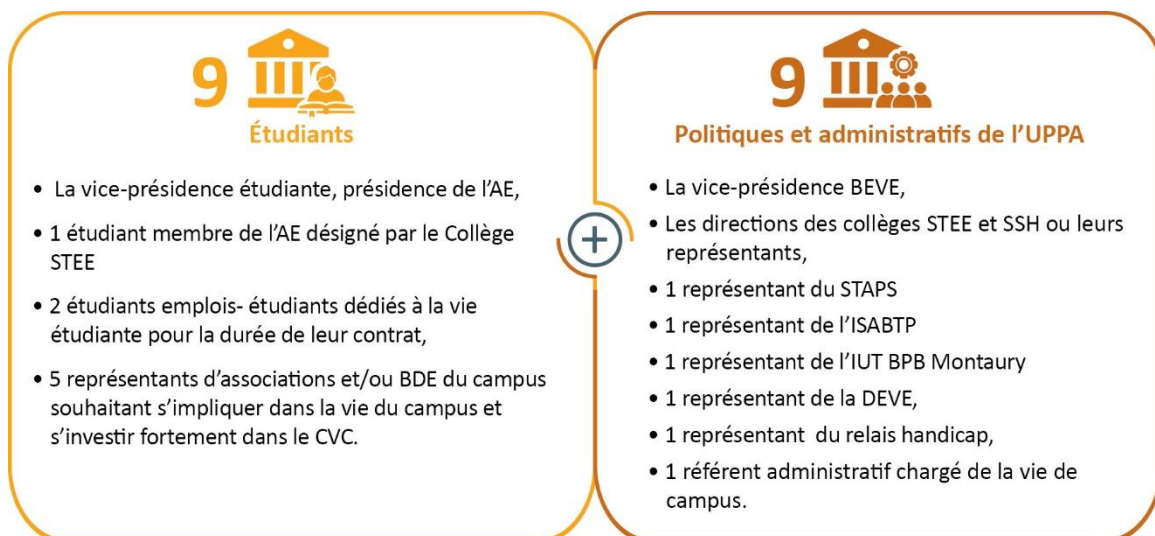 9
Étudiants
• La vice-présidence étudiante, présidence de l’AE,
• 1 étudiant membre de l’AE désigné par le Collège
STEE
• 2 étudiants emplois- étudiants dédiés à la vie
étudiante pour la durée de leur contrat,
• 5 représentants d’associations et/ou BDE du campus
souhaitant s’impliquer dans la vie du campus et
s’investir fortement dans le CVC.
9
Politiques et administratifs de l’UPPA
• La vice-présidence BEVE,
• Les directions des collèges STEE et SSH ou leurs
représentants,
• 1 représentant du STAPS
• 1 représentant de l’ISABTP
• 1 représentant de l’IUT BPB Montaury
• 1 représentant de la DEVE,
• 1 représentant du relais handicap,
• 1 référent administratif chargé de la vie de
campus.